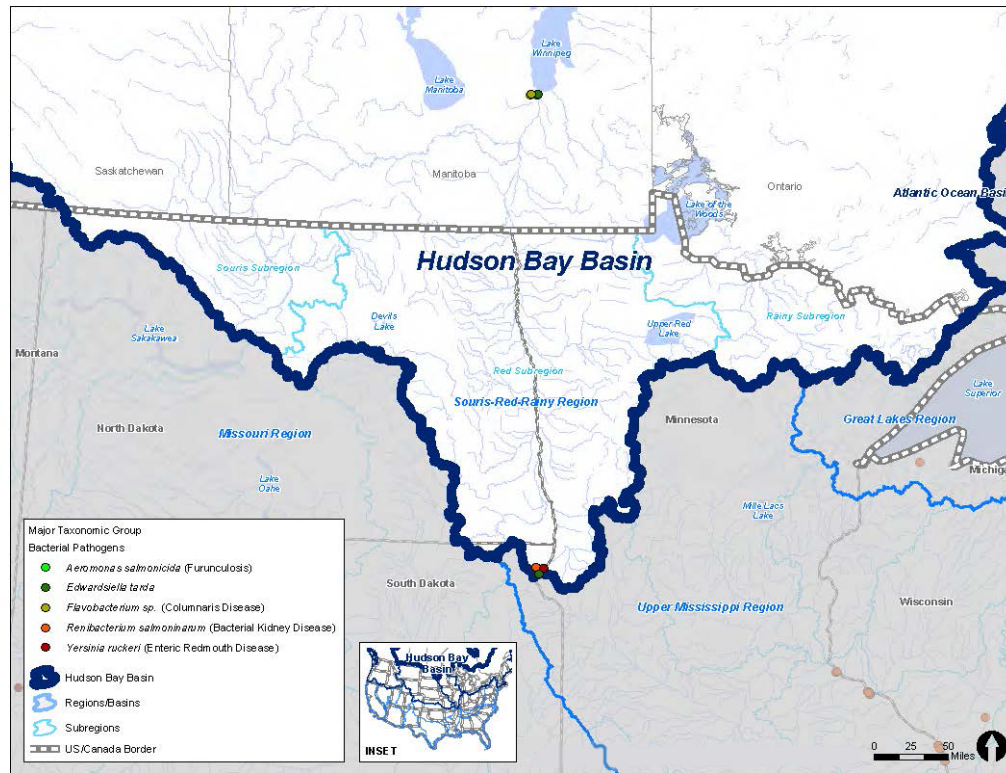 Lake
Winnipeg
Lake
Manitoba
Saskatchewan
Manitoba
Ontario
Atlantic Ocean Basi
Lake of the
Woods
Hudson Bay Basin
Souris Subregion
Devils
Lake
Upper Red
Lake
Rainy Subregion
Lake
Sakakawea
Montana
Red Subregion
Souris-Red-Rainy Region
Lake
Superior
North Dakota
Missouri Region
Minnesota
Great Lakes Region
Michiga
Lake
Oahe
Mille Lacs
Lake
South Dakota
Upper Mississippi Region
Wisconsin
Major Taxonomic Group
Bacterial Pathogens
Aeromonas salmonicida (Furunculosis)
Edwardsiella tarda
Flavobacterium sp. (Columnaris Disease)
Renibacterium salmoninarum (Bacterial Kidney Disease)
Yersinia ruckeri (Enteric Redmouth Disease)
Hudson Bay Basin
Regions/Basins
Subregions
US/Canada Border
Hudson Bay
Basin
INSET
0 25 50
Miles